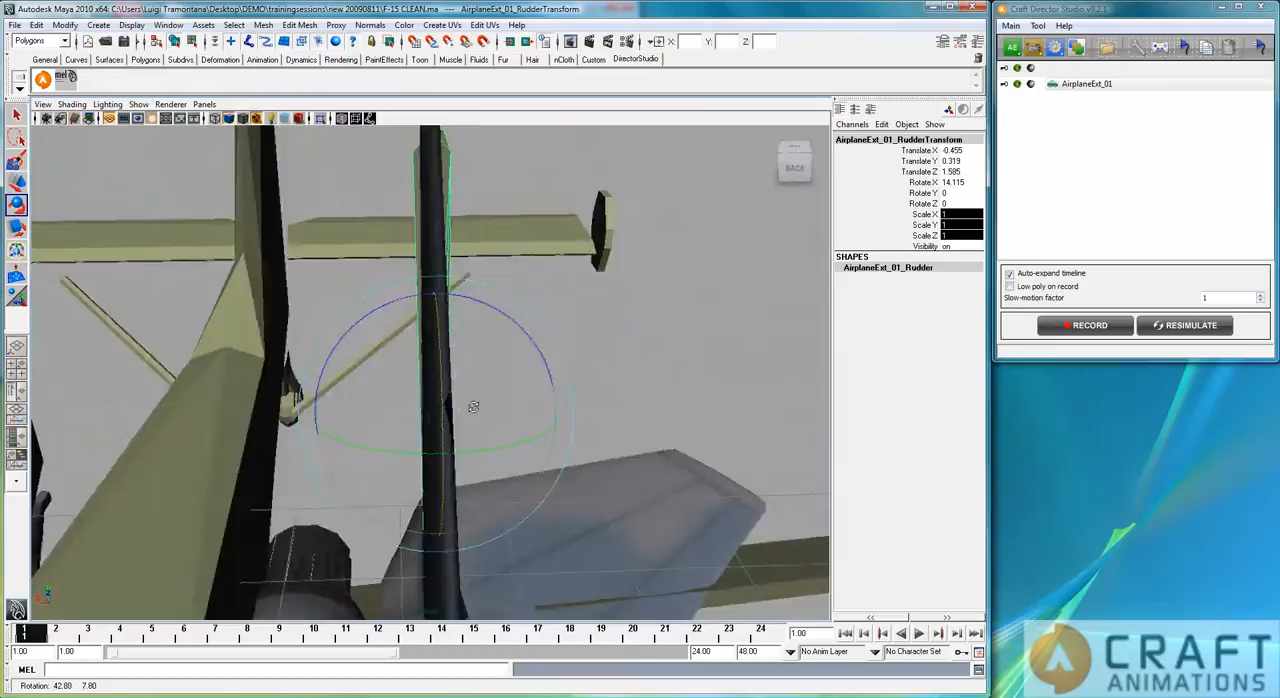 Autodesk Maya 2010 x64: C:\Users\Luigi Tramontana\Desktop\DEMO\trainingsessions\new 20090811\F-15 CLEAN.ma --- AirplaneExt_01_RudderTransform
File Edit Modify Create Display Window Assets Select Mesh Edit Mesh Proxy Normals Color Create UVs Edit UVs Help
Polygons X: Y: Z:
General Curves Surfaces Polygons Subdivs Deformation Animation Dynamics Rendering PaintEffects Toon Muscle Fluids Fur Hair nCloth Custom DirectorStudio
mel
View Shading Lighting Show Renderer Panels
Channels Edit Object Show
AirplaneExt_01_RudderTransform
Translate X -0.455
Translate Y 0.319
Translate Z 1.585
Rotate X 14.115
Rotate Y 0
Rotate Z 0
Scale X 1
Scale Y 1
Scale Z 1
Visibility on
SHAPES
AirplaneExt_01_Rudder
BACK
1 2 3 4 5 6 7 8 9 10 11 12 13 14 15 16 17 18 19 20 21 22 23 24 1.00
1.00 1.00 24.00 48.00 No Anim Layer No Character Set
MEL
Rotation: 42.80 7.80
Craft Director Studio v9.2.1
Main Tool Edit Help
AE
AirplaneExt_01
Auto-expand timeline
Low poly on record
Slow-motion factor 1
RECORD RESIMULATE
CRAFT
ANIMATIONS